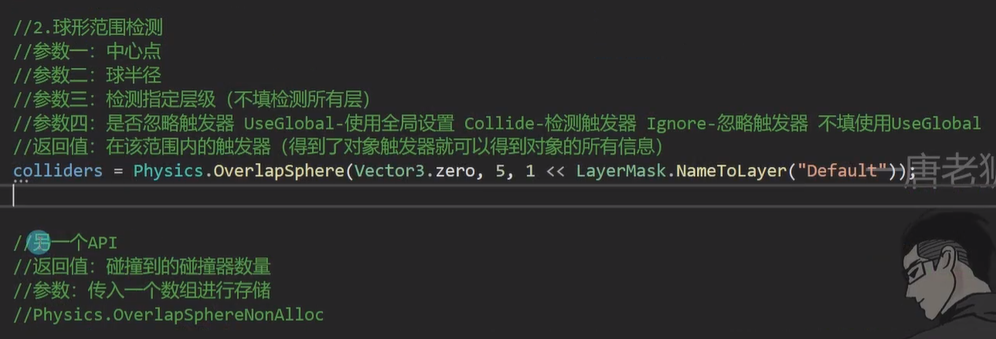 //2.球形范围检测
//参数一：中心点
//参数二：球半径
//参数三：检测指定层级（不填检测所有层）
//参数四：是否忽略触发器 UseGlobal-使用全局设置 Collide-检测触发器 Ignore-忽略触发器 不填使用UseGlobal
//返回值：在该范围内的触发器（得到了对象触发器就可以得到对象的所有信息）
colliders = Physics.OverlapSphere(Vector3.zero, 5, 1 << LayerMask.NameToLayer("Default"));
唐老狮
//另一个API
//返回值：碰撞到的碰撞器数量
//参数：传入一个数组进行存储
//Physics.OverlapSphereNonAlloc